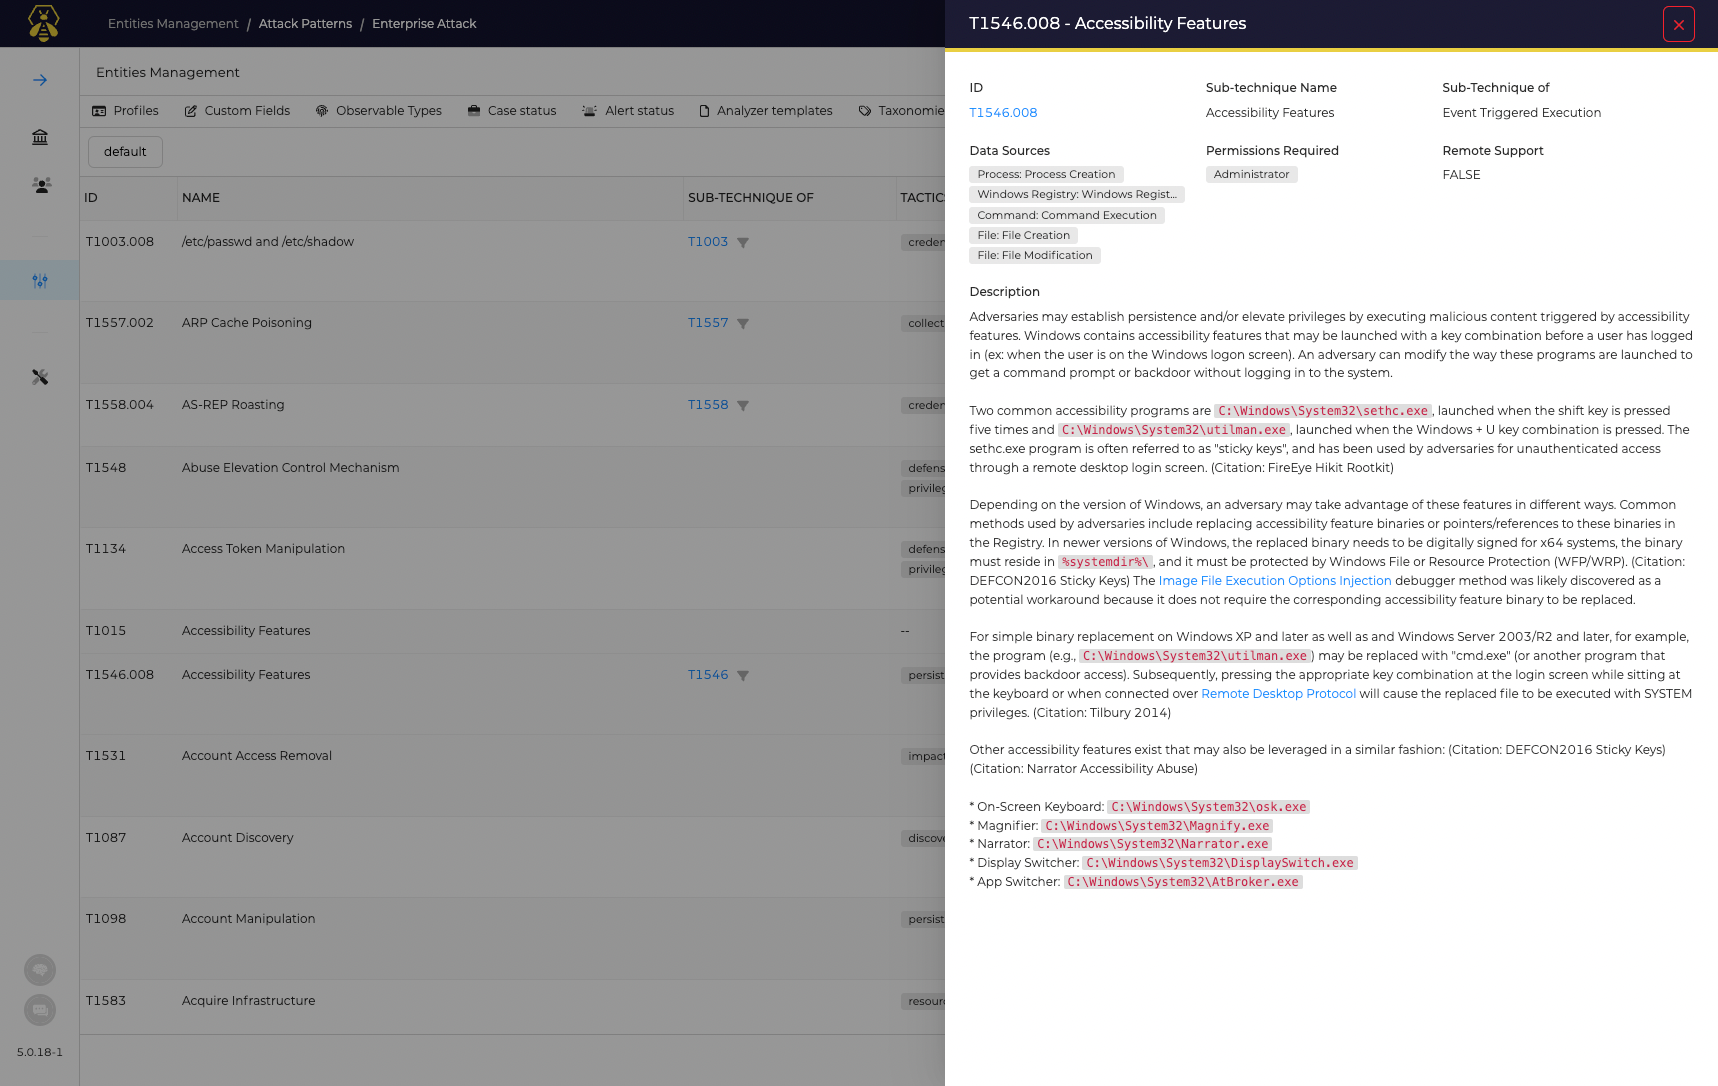 Entities Management / Attack Patterns / Enterprise Attack
Entities Management
Profiles Custom Fields Observable Types Case status Alert status Analyzer templates Taxonomie
default
ID NAME SUB-TECHNIQUE OF TACTIC
T1003.008 /etc/passwd and /etc/shadow T1003 creden
T1557.002 ARP Cache Poisoning T1557 collect
T1558.004 AS-REP Roasting T1558 creden
T1548 Abuse Elevation Control Mechanism defens
privileg
T1134 Access Token Manipulation defens
privileg
T1015 Accessibility Features --
T1546.008 Accessibility Features T1546 persist
T1531 Account Access Removal impact
T1087 Account Discovery discove
T1098 Account Manipulation persist
T1583 Acquire Infrastructure resour
5.0.18-1
T1546.008 - Accessibility Features
ID Sub-technique Name Sub-Technique of
T1546.008 Accessibility Features Event Triggered Execution
Data Sources Permissions Required Remote Support
Process: Process Creation Administrator FALSE
Windows Registry: Windows Regist...
Command: Command Execution
File: File Creation
File: File Modification
Description
Adversaries may establish persistence and/or elevate privileges by executing malicious content triggered by accessibility
features. Windows contains accessibility features that may be launched with a key combination before a user has logged
in (ex: when the user is on the Windows logon screen). An adversary can modify the way these programs are launched to
get a command prompt or backdoor without logging in to the system.
Two common accessibility programs are C:\Windows\System32\sethc.exe, launched when the shift key is pressed
five times and C:\Windows\System32\utilman.exe, launched when the Windows + U key combination is pressed. The
sethc.exe program is often referred to as "sticky keys", and has been used by adversaries for unauthenticated access
through a remote desktop login screen. (Citation: FireEye Hikit Rootkit)
Depending on the version of Windows, an adversary may take advantage of these features in different ways. Common
methods used by adversaries include replacing accessibility feature binaries or pointers/references to these binaries in
the Registry. In newer versions of Windows, the replaced binary needs to be digitally signed for x64 systems, the binary
must reside in %systemdir%\, and it must be protected by Windows File or Resource Protection (WFP/WRP). (Citation:
DEFCON2016 Sticky Keys) The Image File Execution Options Injection debugger method was likely discovered as a
potential workaround because it does not require the corresponding accessibility feature binary to be replaced.
For simple binary replacement on Windows XP and later as well as and Windows Server 2003/R2 and later, for example,
the program (e.g., C:\Windows\System32\utilman.exe) may be replaced with "cmd.exe" (or another program that
provides backdoor access). Subsequently, pressing the appropriate key combination at the login screen while sitting at
the keyboard or when connected over Remote Desktop Protocol will cause the replaced file to be executed with SYSTEM
privileges. (Citation: Tilbury 2014)
Other accessibility features exist that may also be leveraged in a similar fashion: (Citation: DEFCON2016 Sticky Keys)
(Citation: Narrator Accessibility Abuse)
* On-Screen Keyboard: C:\Windows\System32\osk.exe
* Magnifier: C:\Windows\System32\Magnify.exe
* Narrator: C:\Windows\System32\Narrator.exe
* Display Switcher: C:\Windows\System32\DisplaySwitch.exe
* App Switcher: C:\Windows\System32\AtBroker.exe